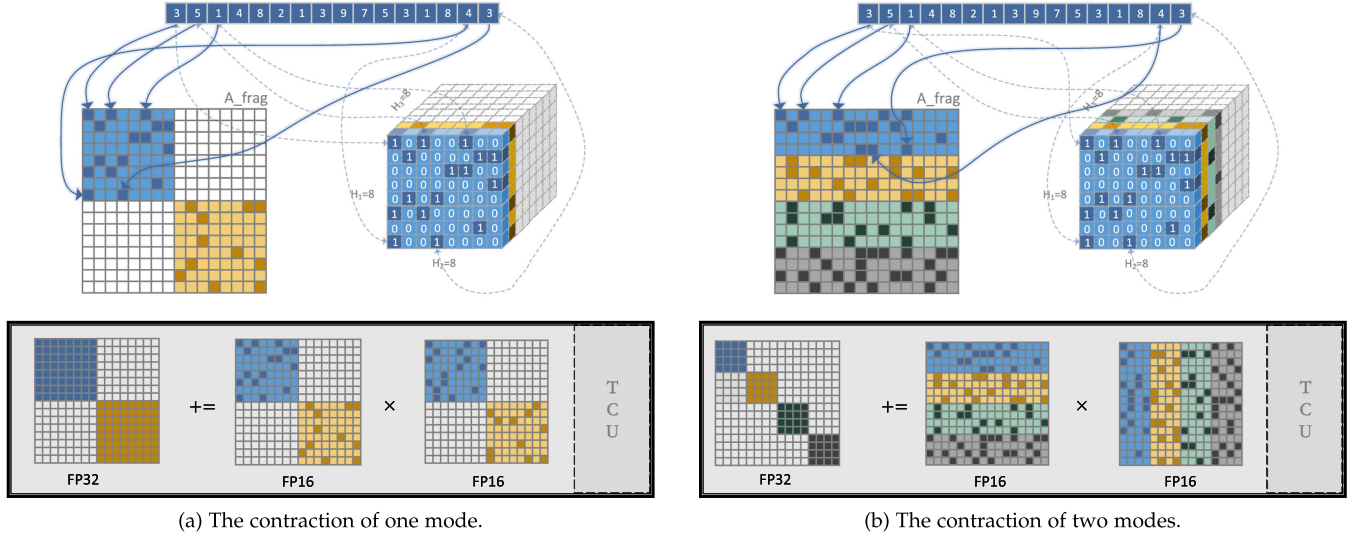 3 5 1 4 8 2 1 3 9 7 5 3 1 8 4 3
A_frag
H₃=8
1 0 1 0 1 0 0 0
0 1 0 0 0 0 1 1
0 0 0 0 1 1 0 0
0 0 0 0 0 0 0 1
H₁=8
0 1 0 1 0 0 0 0
1 0 1 0 0 0 0 0
0 0 0 0 0 0 1 0
1 0 0 1 0 0 0 0
H₂=8
+=
×
T
C
U
FP32
FP16
FP16
(a) The contraction of one mode.
3 5 1 4 8 2 1 3 9 7 5 3 1 8 4 3
A_frag
H₃=8
1 0 1 0 1 0 0 0
0 1 0 0 0 0 1 1
0 0 0 0 1 1 0 0
0 0 0 0 0 0 0 1
H₁=8
0 1 0 1 0 0 0 0
1 0 1 0 0 0 0 0
0 0 0 0 0 0 1 0
1 0 0 1 0 0 0 0
H₂=8
+=
×
T
C
U
FP32
FP16
FP16
(b) The contraction of two modes.